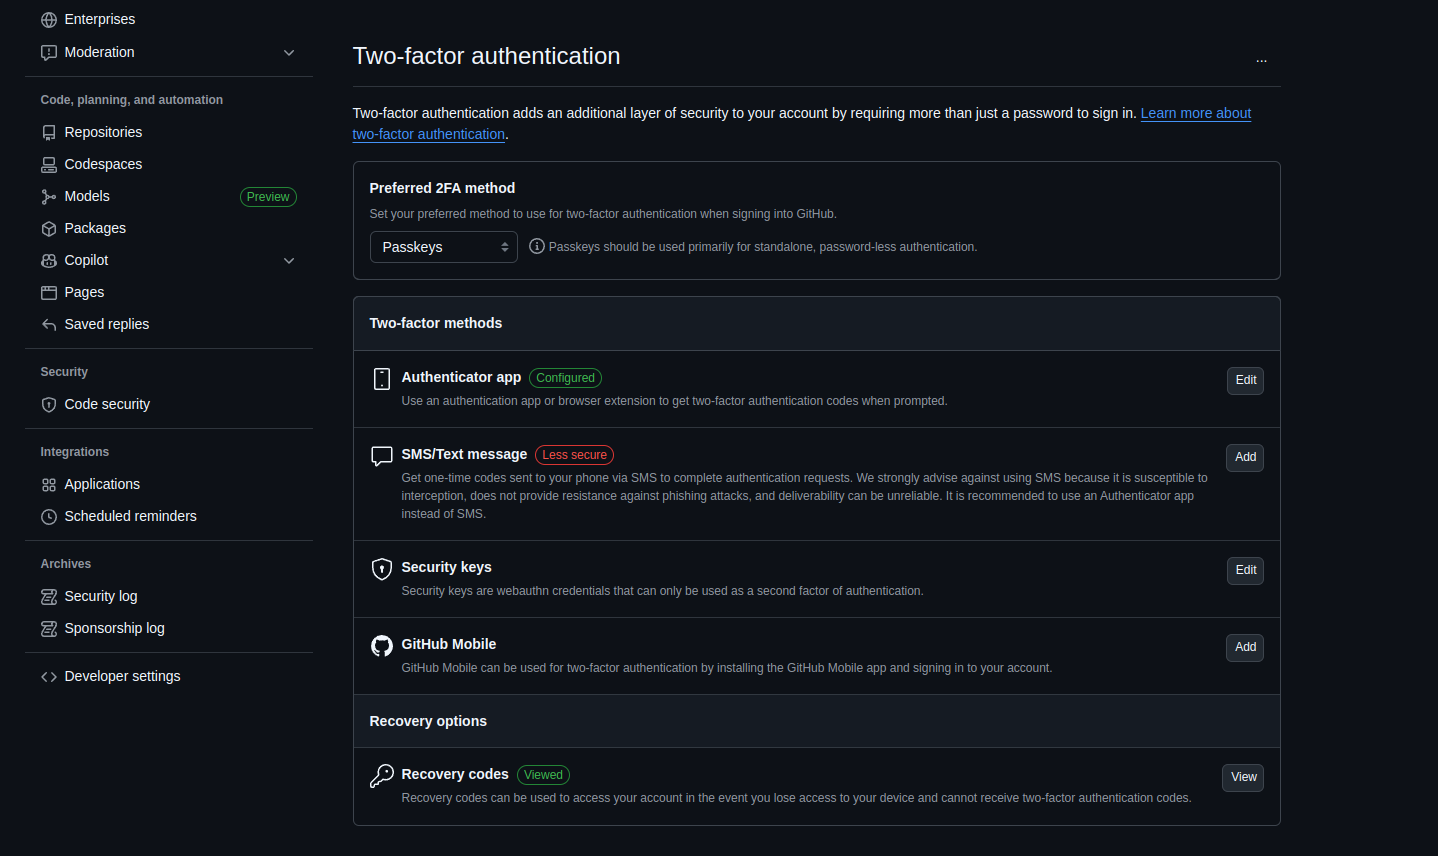 Enterprises
Moderation
Code, planning, and automation
Repositories
Codespaces
Models Preview
Packages
Copilot
Pages
Saved replies
Security
Code security
Integrations
Applications
Scheduled reminders
Archives
Security log
Sponsorship log
Developer settings
Two-factor authentication ...
Two-factor authentication adds an additional layer of security to your account by requiring more than just a password to sign in. Learn more about
two-factor authentication.
Preferred 2FA method
Set your preferred method to use for two-factor authentication when signing into GitHub.
Passkeys Passkeys should be used primarily for standalone, password-less authentication.
Two-factor methods
Authenticator app Configured Edit
Use an authentication app or browser extension to get two-factor authentication codes when prompted.
SMS/Text message Less secure Add
Get one-time codes sent to your phone via SMS to complete authentication requests. We strongly advise against using SMS because it is susceptible to
interception, does not provide resistance against phishing attacks, and deliverability can be unreliable. It is recommended to use an Authenticator app
instead of SMS.
Security keys Edit
Security keys are webauthn credentials that can only be used as a second factor of authentication.
GitHub Mobile Add
GitHub Mobile can be used for two-factor authentication by installing the GitHub Mobile app and signing in to your account.
Recovery options
Recovery codes Viewed View
Recovery codes can be used to access your account in the event you lose access to your device and cannot receive two-factor authentication codes.